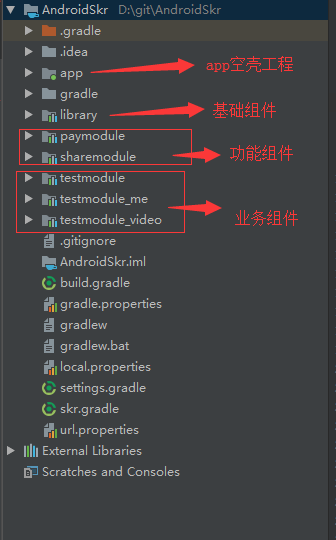 AndroidSkr D:\git\AndroidSkr
.gradle
.idea
app app空壳工程
gradle
library 基础组件
paymodule
sharemodule 功能组件
testmodule
testmodule_me 业务组件
testmodule_video
.gitignore
AndroidSkr.iml
build.gradle
gradle.properties
gradlew
gradlew.bat
local.properties
settings.gradle
skr.gradle
url.properties
External Libraries
Scratches and Consoles